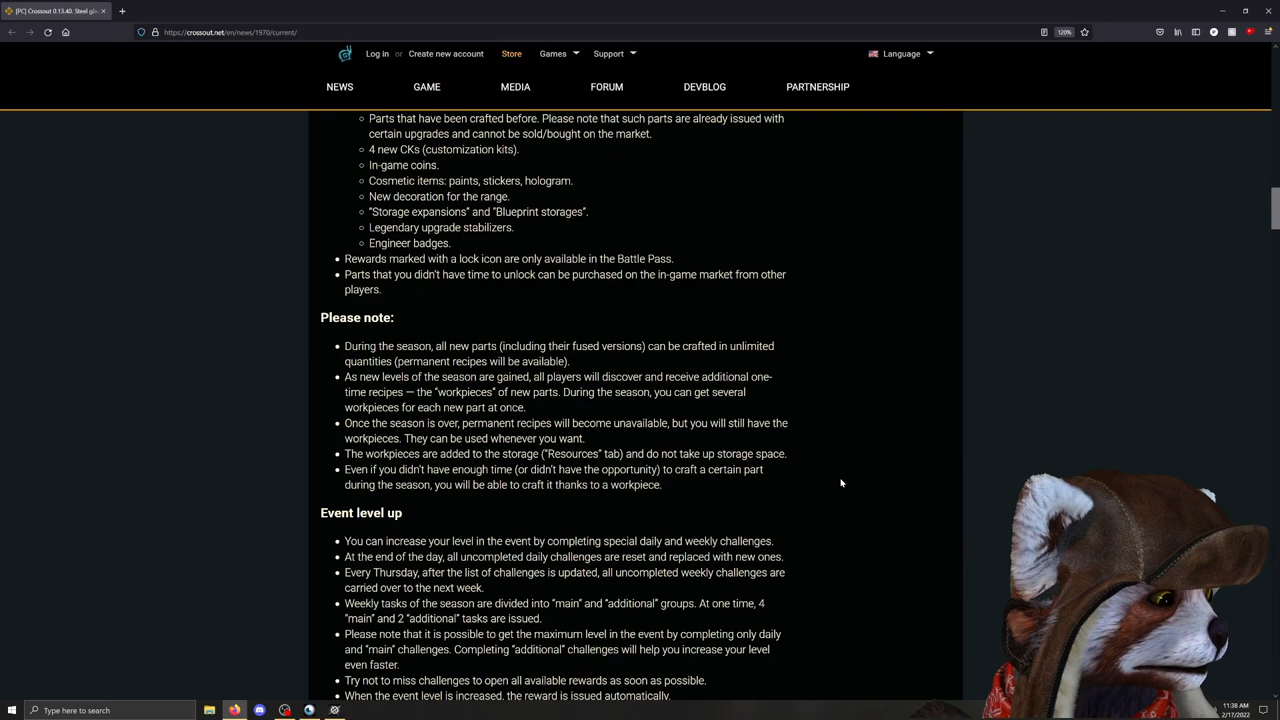 [PC] Crossout 0.13.40. Steel gla
https://crossout.net/en/news/1970/current/
120%
Log in or Create new account Store Games Support Language
NEWS GAME MEDIA FORUM DEVBLOG PARTNERSHIP
Parts that have been crafted before. Please note that such parts are already issued with
certain upgrades and cannot be sold/bought on the market.
4 new CKs (customization kits).
In-game coins.
Cosmetic items: paints, stickers, hologram.
New decoration for the range.
“Storage expansions” and “Blueprint storages”.
Legendary upgrade stabilizers.
Engineer badges.
Rewards marked with a lock icon are only available in the Battle Pass.
Parts that you didn’t have time to unlock can be purchased on the in-game market from other
players.
Please note:
During the season, all new parts (including their fused versions) can be crafted in unlimited
quantities (permanent recipes will be available).
As new levels of the season are gained, all players will discover and receive additional one-
time recipes — the “workpieces” of new parts. During the season, you can get several
workpieces for each new part at once.
Once the season is over, permanent recipes will become unavailable, but you will still have the
workpieces. They can be used whenever you want.
The workpieces are added to the storage (“Resources” tab) and do not take up storage space.
Even if you didn’t have enough time (or didn’t have the opportunity) to craft a certain part
during the season, you will be able to craft it thanks to a workpiece.
Event level up
You can increase your level in the event by completing special daily and weekly challenges.
At the end of the day, all uncompleted daily challenges are reset and replaced with new ones.
Every Thursday, after the list of challenges is updated, all uncompleted weekly challenges are
carried over to the next week.
Weekly tasks of the season are divided into “main” and “additional” groups. At one time, 4
“main” and 2 “additional” tasks are issued.
Please note that it is possible to get the maximum level in the event by completing only daily
and “main” challenges. Completing “additional” challenges will help you increase your level
even faster.
Try not to miss challenges to open all available rewards as soon as possible.
When the event level is increased, the reward is issued automatically.
Type here to search
11:38 AM
2/17/2022